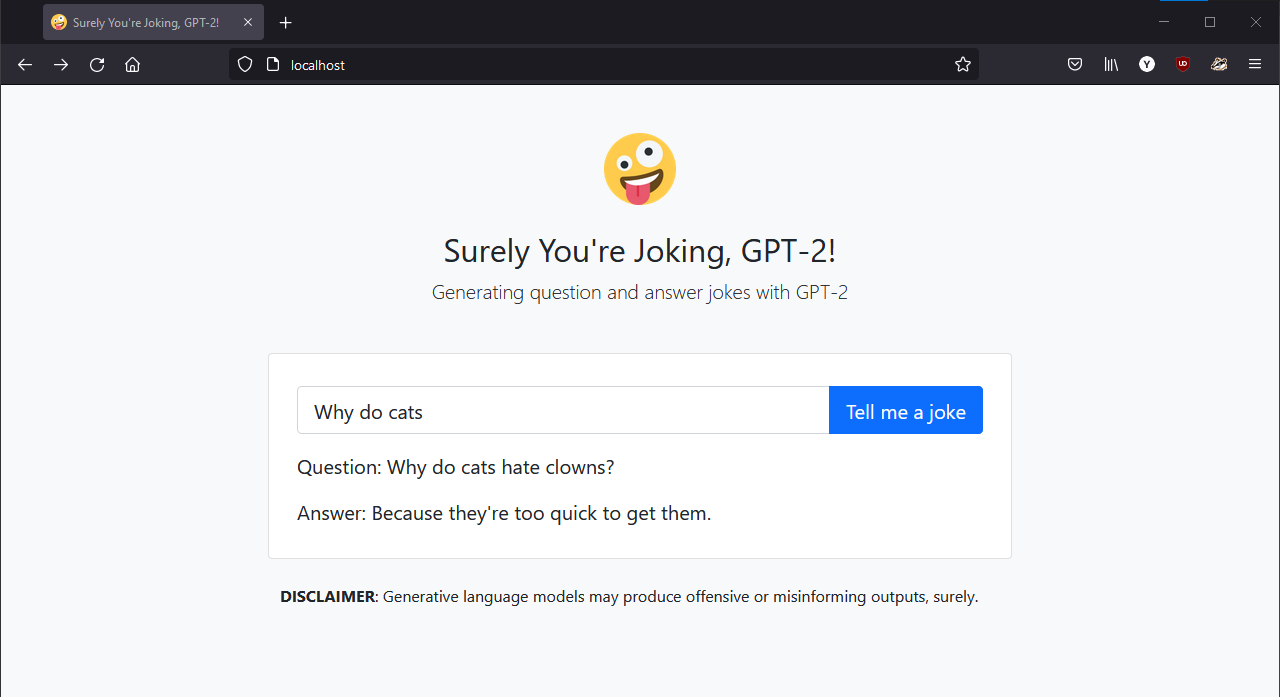 Surely You're Joking, GPT-2!
localhost
Y
UD
Surely You're Joking, GPT-2!
Generating question and answer jokes with GPT-2
Why do cats
Tell me a joke
Question: Why do cats hate clowns?
Answer: Because they're too quick to get them.
DISCLAIMER: Generative language models may produce offensive or misinforming outputs, surely.